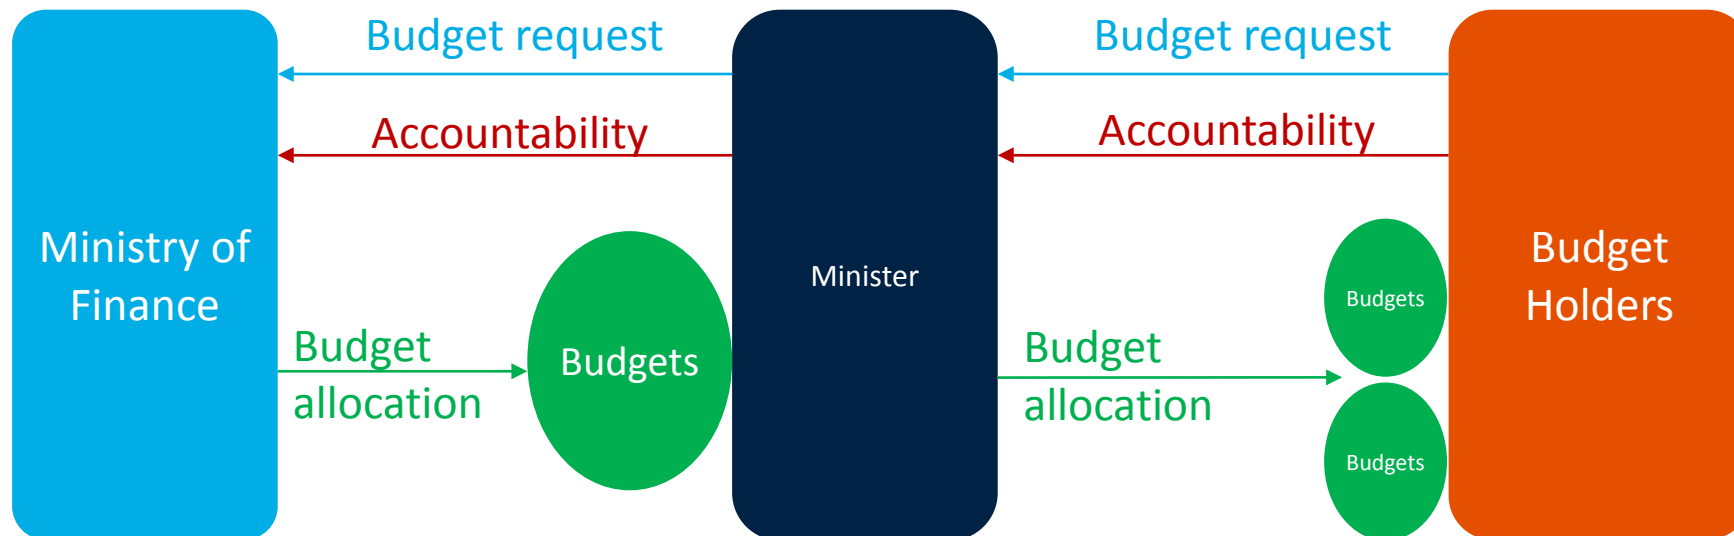 Budget request
Budget request
Accountability
Accountability
Ministry of
Finance
Budget
allocation
Budgets
Minister
Budget
allocation
Budgets
Budgets
Budget
Holders